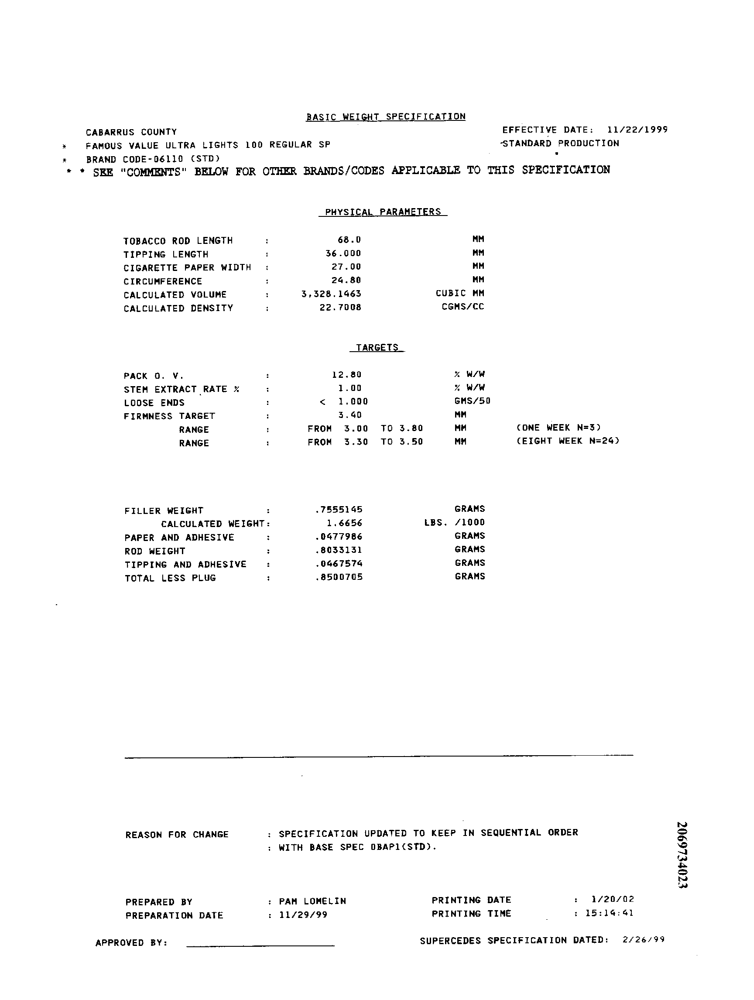 BASIC WEIGHT SPECIFICATION
CABARRUS COUNTY EFFECTIVE DATE: 11/22/1999
* FAMOUS VALUE ULTRA LIGHTS 100 REGULAR SP STANDARD PRODUCTION
* BRAND CODE-06110 (STD)
* * SEE "COMMENTS" BELOW FOR OTHER BRANDS/CODES APPLICABLE TO THIS SPECIFICATION
PHYSICAL PARAMETERS
TOBACCO ROD LENGTH : 68.0 MM
TIPPING LENGTH : 36.000 MM
CIGARETTE PAPER WIDTH : 27.00 MM
CIRCUMFERENCE : 24.80 MM
CALCULATED VOLUME : 3,328.1463 CUBIC MM
CALCULATED DENSITY : 22.7008 CGMS/CC
TARGETS
PACK O. V. : 12.80 % W/W
STEM EXTRACT RATE % : 1.00 % W/W
LOOSE ENDS : < 1.000 GMS/50
FIRMNESS TARGET : 3.40 MM
RANGE : FROM 3.00 TO 3.80 MM (ONE WEEK N=3)
RANGE : FROM 3.30 TO 3.50 MM (EIGHT WEEK N=24)
FILLER WEIGHT : .7555145 GRAMS
CALCULATED WEIGHT: 1.6656 LBS. /1000
PAPER AND ADHESIVE : .0477986 GRAMS
ROD WEIGHT : .8033131 GRAMS
TIPPING AND ADHESIVE : .0467574 GRAMS
TOTAL LESS PLUG : .8500705 GRAMS
REASON FOR CHANGE : SPECIFICATION UPDATED TO KEEP IN SEQUENTIAL ORDER
: WITH BASE SPEC OBAP1(STD).
PREPARED BY : PAM LOMELIN PRINTING DATE : 1/20/02
PREPARATION DATE : 11/29/99 PRINTING TIME : 15:14:41
APPROVED BY: SUPERCEDES SPECIFICATION DATED: 2/26/99
2069734023